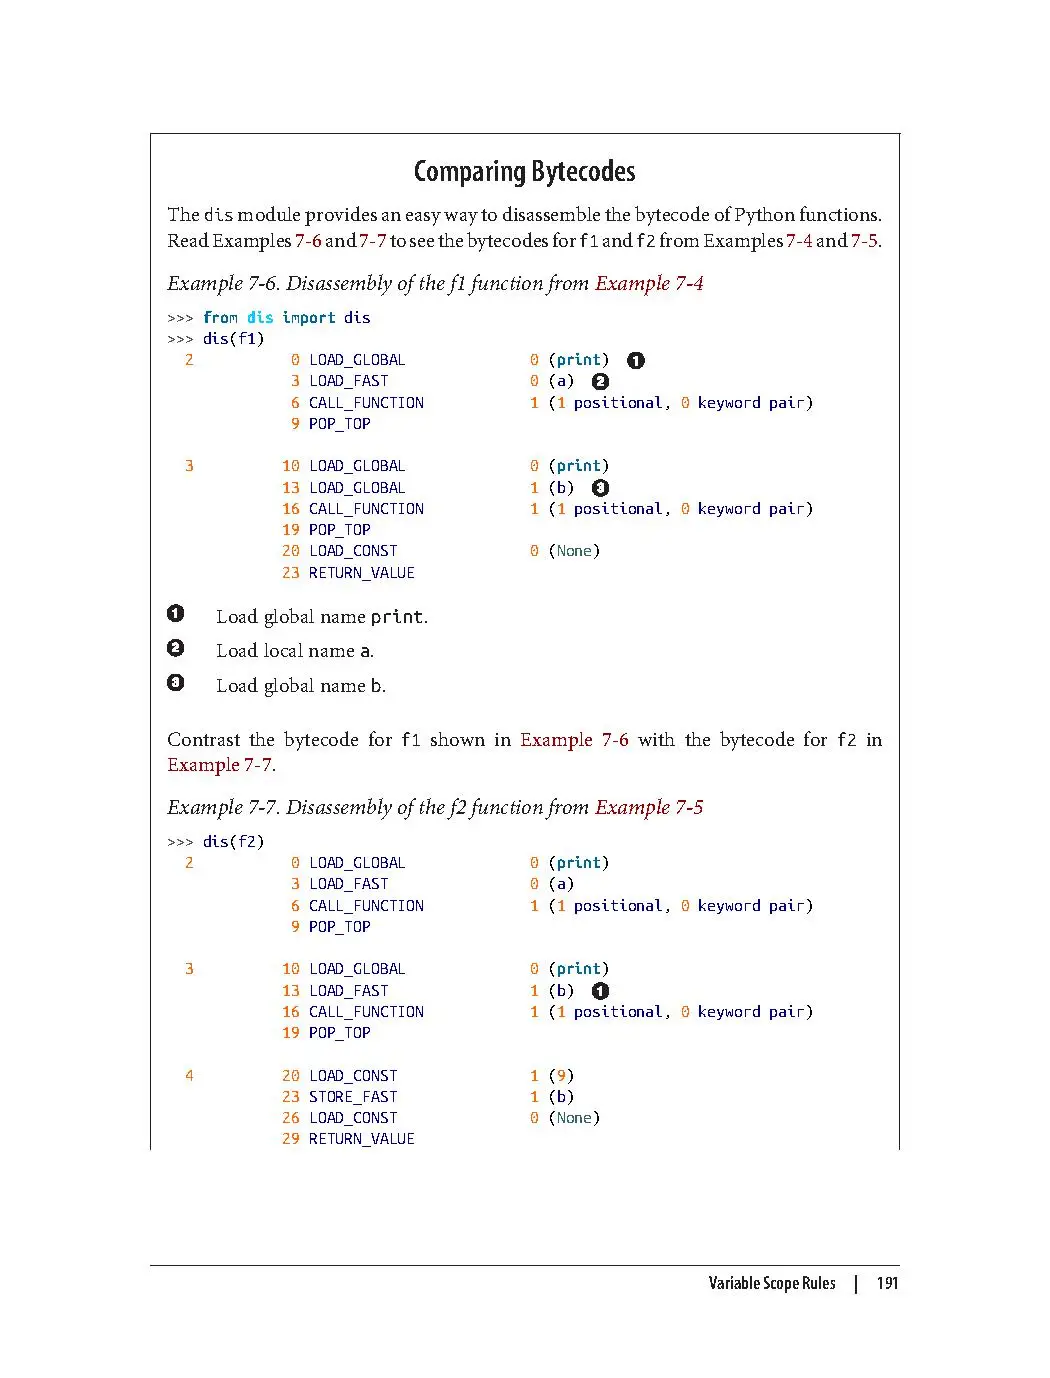 Comparing Bytecodes
The dis module provides an easy way to disassemble the bytecode of Python functions.
Read Examples 7-6 and 7-7 to see the bytecodes for f1 and f2 from Examples 7-4 and 7-5.
Example 7-6. Disassembly of the f1 function from Example 7-4
>>> from dis import dis
>>> dis(f1)
2 0 LOAD_GLOBAL 0 (print) ❶
3 LOAD_FAST 0 (a) ❷
6 CALL_FUNCTION 1 (1 positional, 0 keyword pair)
9 POP_TOP
3 10 LOAD_GLOBAL 0 (print)
13 LOAD_GLOBAL 1 (b) ❸
16 CALL_FUNCTION 1 (1 positional, 0 keyword pair)
19 POP_TOP
20 LOAD_CONST 0 (None)
23 RETURN_VALUE
❶ Load global name print.
❷ Load local name a.
❸ Load global name b.
Contrast the bytecode for f1 shown in Example 7-6 with the bytecode for f2 in
Example 7-7.
Example 7-7. Disassembly of the f2 function from Example 7-5
>>> dis(f2)
2 0 LOAD_GLOBAL 0 (print)
3 LOAD_FAST 0 (a)
6 CALL_FUNCTION 1 (1 positional, 0 keyword pair)
9 POP_TOP
3 10 LOAD_GLOBAL 0 (print)
13 LOAD_FAST 1 (b) ❶
16 CALL_FUNCTION 1 (1 positional, 0 keyword pair)
19 POP_TOP
4 20 LOAD_CONST 1 (9)
23 STORE_FAST 1 (b)
26 LOAD_CONST 0 (None)
29 RETURN_VALUE
Variable Scope Rules | 191